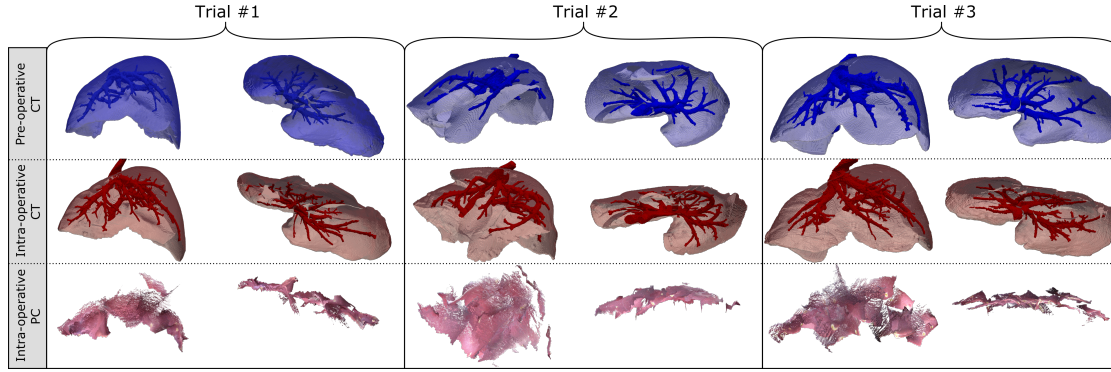 Trial #1
Trial #2
Trial #3
Pre-operative
CT
Intra-operative
CT
Intra-operative
PC